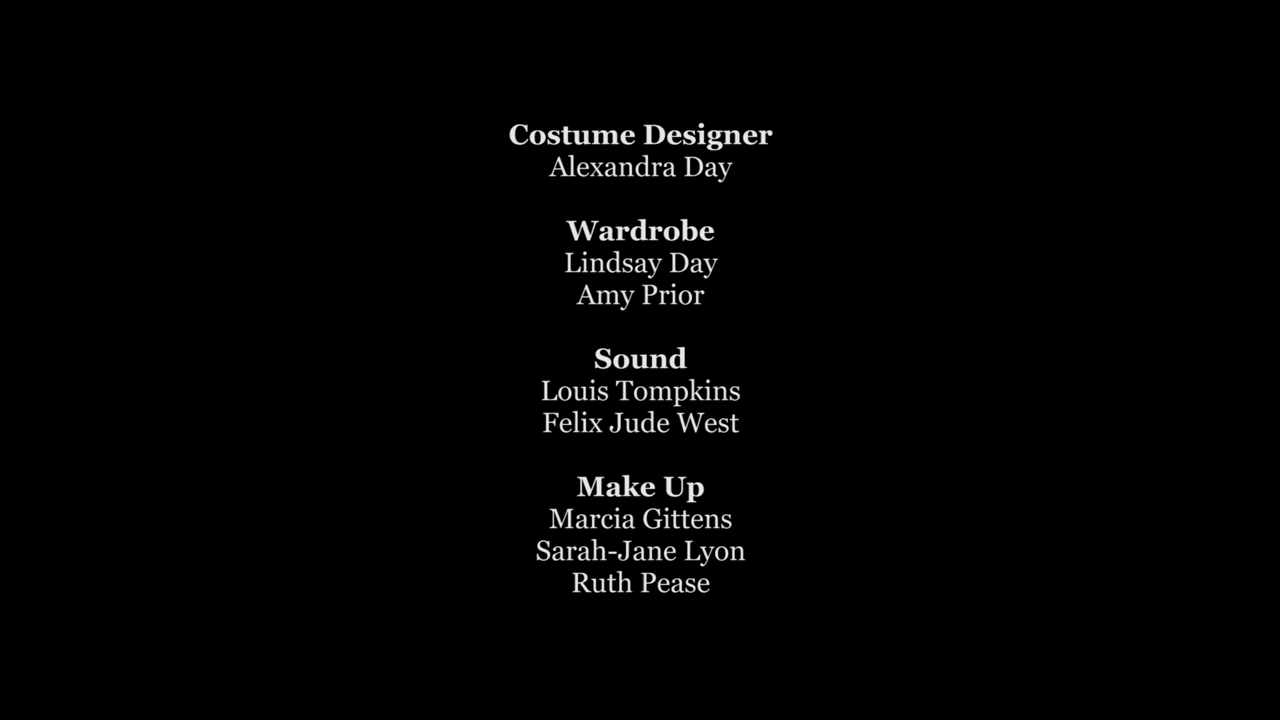 Costume Designer
Alexandra Day
Wardrobe
Lindsay Day
Amy Prior
Sound
Louis Tompkins
Felix Jude West
Make Up
Marcia Gittens
Sarah-Jane Lyon
Ruth Pease